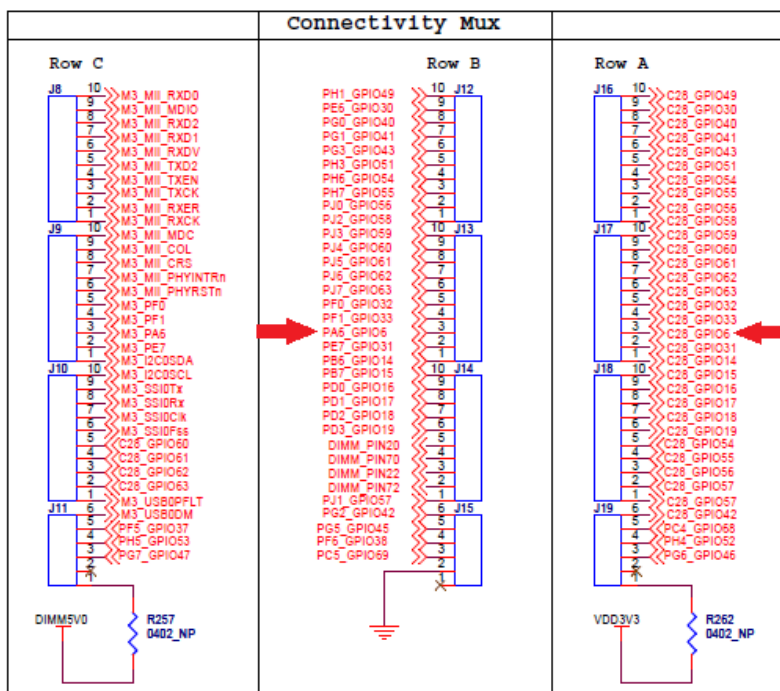 Connectivity Mux
Row C
J8
10 M3_MII_RXD0
9 M3_MII_MDIO
8 M3_MII_RXD2
7 M3_MII_RXD1
6 M3_MII_RXDV
5 M3_MII_TXD2
4 M3_MII_TXEN
3 M3_MII_TXCK
2 M3_MII_RXER
1 M3_MII_RXCK
J9
10 M3_MII_MDC
9 M3_MII_COL
8 M3_MII_CRS
7 M3_MII_PHYINTRn
6 M3_MII_PHYRSTn
5 M3_PF0
4 M3_PF1
3 M3_PA6
2 M3_PE7
1 M3_I2C0SDA
J10
10 M3_I2C0SCL
9 M3_SSI0Tx
8 M3_SSI0Rx
7 M3_SSI0Clk
6 M3_SSI0Fss
5 C28_GPIO60
4 C28_GPIO61
3 C28_GPIO62
2 C28_GPIO63
1 M3_USB0PFLT
J11
6 M3_USB0DM
5 PF5_GPIO37
4 PH5_GPIO53
3 PG7_GPIO47
2
1
DIMM5V0
R257
0402_NP
Row B
J12
PH1_GPIO49 10
PE6_GPIO30 9
PG0_GPIO40 8
PG1_GPIO41 7
PG3_GPIO43 6
PH3_GPIO51 5
PH6_GPIO54 4
PH7_GPIO55 3
PJ0_GPIO56 2
PJ2_GPIO58 1
J13
PJ3_GPIO59 10
PJ4_GPIO60 9
PJ5_GPIO61 8
PJ6_GPIO62 7
PJ7_GPIO63 6
PF0_GPIO32 5
PF1_GPIO33 4
PA6_GPIO6 3
PE7_GPIO31 2
PB6_GPIO14 1
J14
PB7_GPIO15 10
PD0_GPIO16 9
PD1_GPIO17 8
PD2_GPIO18 7
PD3_GPIO19 6
DIMM_PIN20 5
DIMM_PIN70 4
DIMM_PIN22 3
DIMM_PIN72 2
PJ1_GPIO57 1
J15
PG2_GPIO42 6
PG5_GPIO45 5
PF6_GPIO38 4
PC5_GPIO69 3
2
1
Row A
J16
10 C28_GPIO49
9 C28_GPIO30
8 C28_GPIO40
7 C28_GPIO41
6 C28_GPIO43
5 C28_GPIO51
4 C28_GPIO54
3 C28_GPIO55
2 C28_GPIO56
1 C28_GPIO58
J17
10 C28_GPIO59
9 C28_GPIO60
8 C28_GPIO61
7 C28_GPIO62
6 C28_GPIO63
5 C28_GPIO32
4 C28_GPIO33
3 C28_GPIO6
2 C28_GPIO31
1 C28_GPIO14
J18
10 C28_GPIO15
9 C28_GPIO16
8 C28_GPIO17
7 C28_GPIO18
6 C28_GPIO19
5 C28_GPIO54
4 C28_GPIO55
3 C28_GPIO56
2 C28_GPIO57
1 C28_GPIO57
J19
6 C28_GPIO42
5 PC4_GPIO68
4 PH4_GPIO52
3 PG6_GPIO46
2
1
VDD3V3
R262
0402_NP